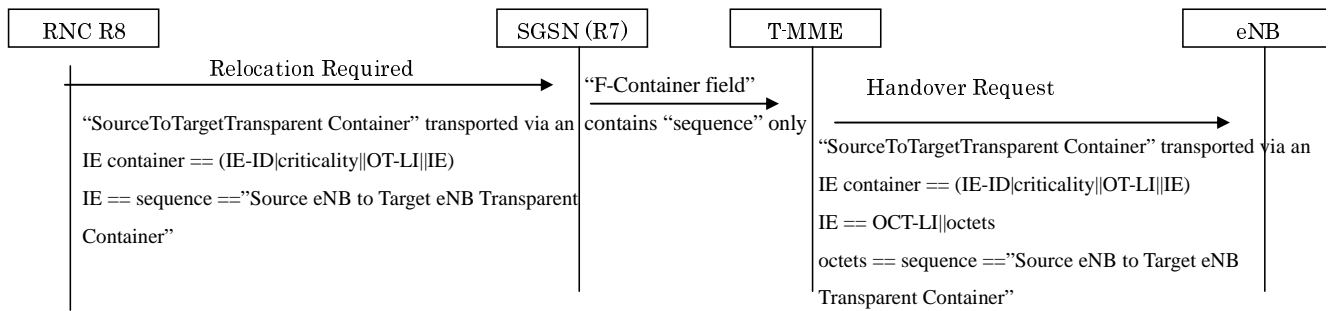 RNC R8
SGSN (R7)
T-MME
eNB
Relocation Required
“F-Container field”
contains “sequence” only
Handover Request
“SourceToTargetTransparent Container” transported via an
IE container == (IE-ID|criticality||OT-LI||IE)
IE == sequence ==”Source eNB to Target eNB Transparent
Container”
“SourceToTargetTransparent Container” transported via an
IE container == (IE-ID|criticality||OT-LI||IE)
IE == OCT-LI||octets
octets == sequence ==”Source eNB to Target eNB
Transparent Container”